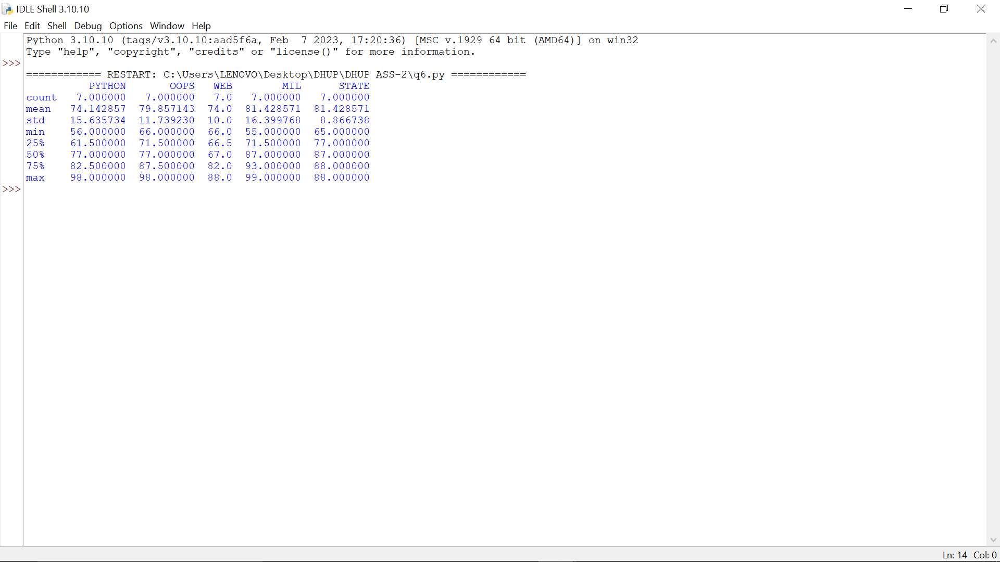 IDLE Shell 3.10.10
File Edit Shell Debug Options Window Help
Python 3.10.10 (tags/v3.10.10:aad5f6a, Feb  7 2023, 17:20:36) [MSC v.1929 64 bit (AMD64)] on win32
Type "help", "copyright", "credits" or "license()" for more information.
>>>
============ RESTART: C:\Users\LENOVO\Desktop\DHUP\DHUP ASS-2\q6.py ============
          PYTHON       OOPS   WEB        MIL      STATE
count   7.000000   7.000000   7.0   7.000000   7.000000
mean   74.142857  79.857143  74.0  81.428571  81.428571
std    15.635734  11.739230  10.0  16.399768   8.866738
min    56.000000  66.000000  66.0  55.000000  65.000000
25%    61.500000  71.500000  66.5  71.500000  77.000000
50%    77.000000  77.000000  67.0  87.000000  87.000000
75%    82.500000  87.500000  82.0  93.000000  88.000000
max    98.000000  98.000000  88.0  99.000000  88.000000
>>>
Ln: 14 Col: 0